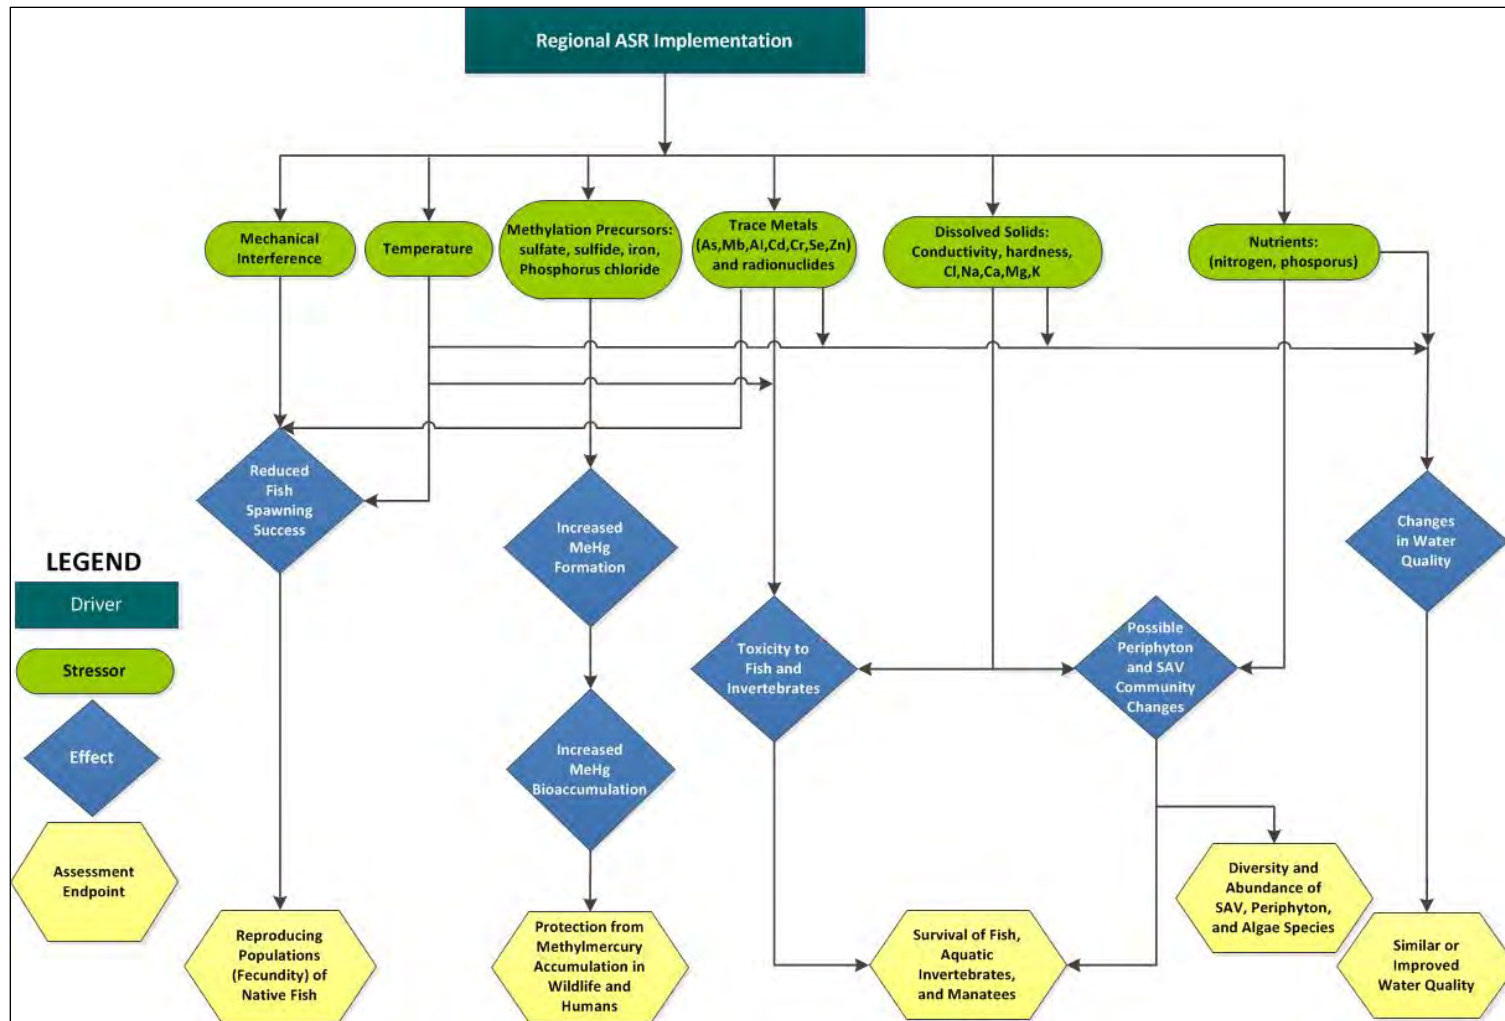 Regional ASR Implementation
Mechanical
Interference
Temperature
Methylation Precursors:
sulfate, sulfide, iron,
Phosphorus chloride
Trace Metals
(As,Mb,Al,Cd,Cr,Se,Zn)
and radionuclides
Dissolved Solids:
Conductivity, hardness,
Cl,Na,Ca,Mg,K
Nutrients:
(nitrogen, phosporus)
Reduced
Fish
Spawning
Success
Increased
MeHg
Formation
Changes
in Water
Quality
Toxicity to
Fish and
Invertebrates
Possible
Periphyton
and SAV
Community
Changes
Increased
MeHg
Bioaccumulation
LEGEND
Driver
Stressor
Effect
Assessment
Endpoint
Reproducing
Populations
(Fecundity) of
Native Fish
Protection from
Methylmercury
Accumulation in
Wildlife and
Humans
Survival of Fish,
Aquatic
Invertebrates,
and Manatees
Diversity and
Abundance of
SAV, Periphyton,
and Algae Species
Similar or
Improved
Water Quality